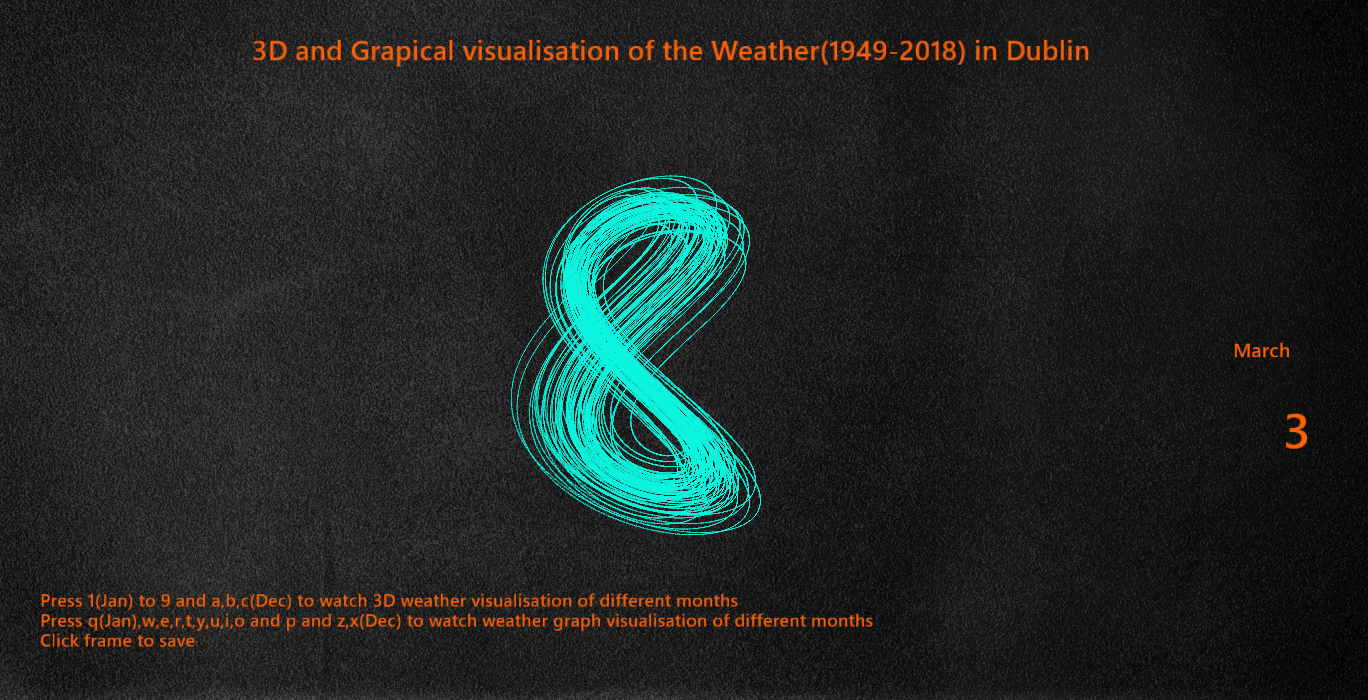 3D and Grapical visualisation of the Weather(1949-2018) in Dublin
March
3
Press 1(Jan) to 9 and a,b,c(Dec) to watch 3D weather visualisation of different months
Press q(Jan),w,e,r,t,y,u,i,o and p and z,x(Dec) to watch weather graph visualisation of different months
Click frame to save